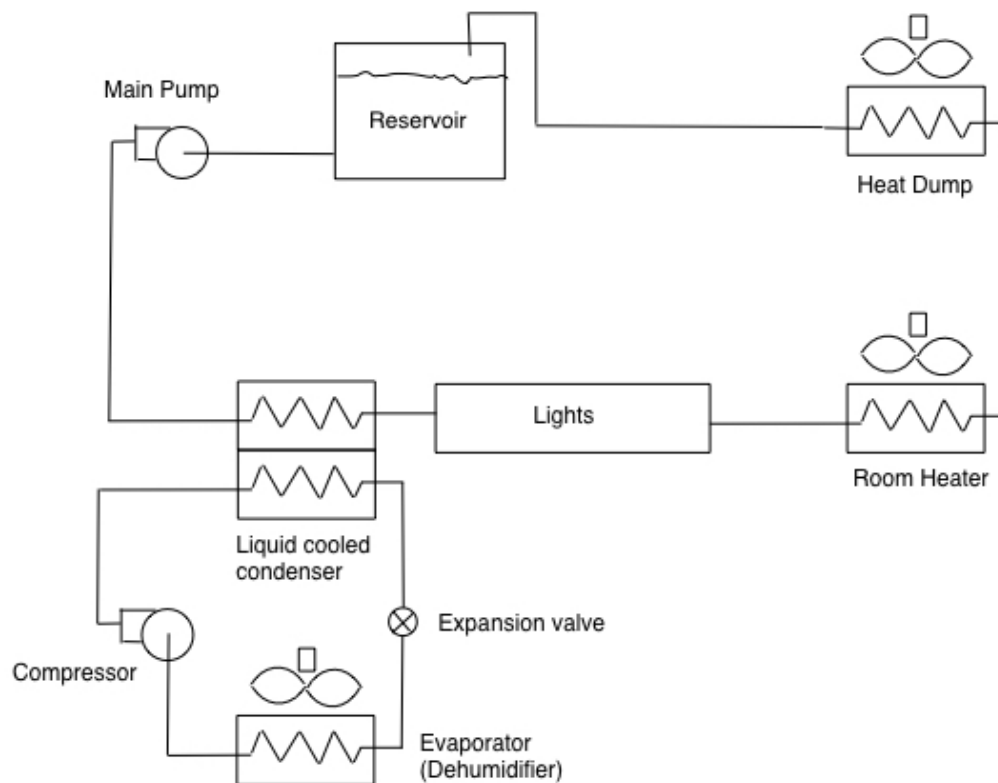 Main Pump
Reservoir
Heat Dump
Lights
Room Heater
Liquid cooled
condenser
Expansion valve
Compressor
Evaporator
(Dehumidifier)